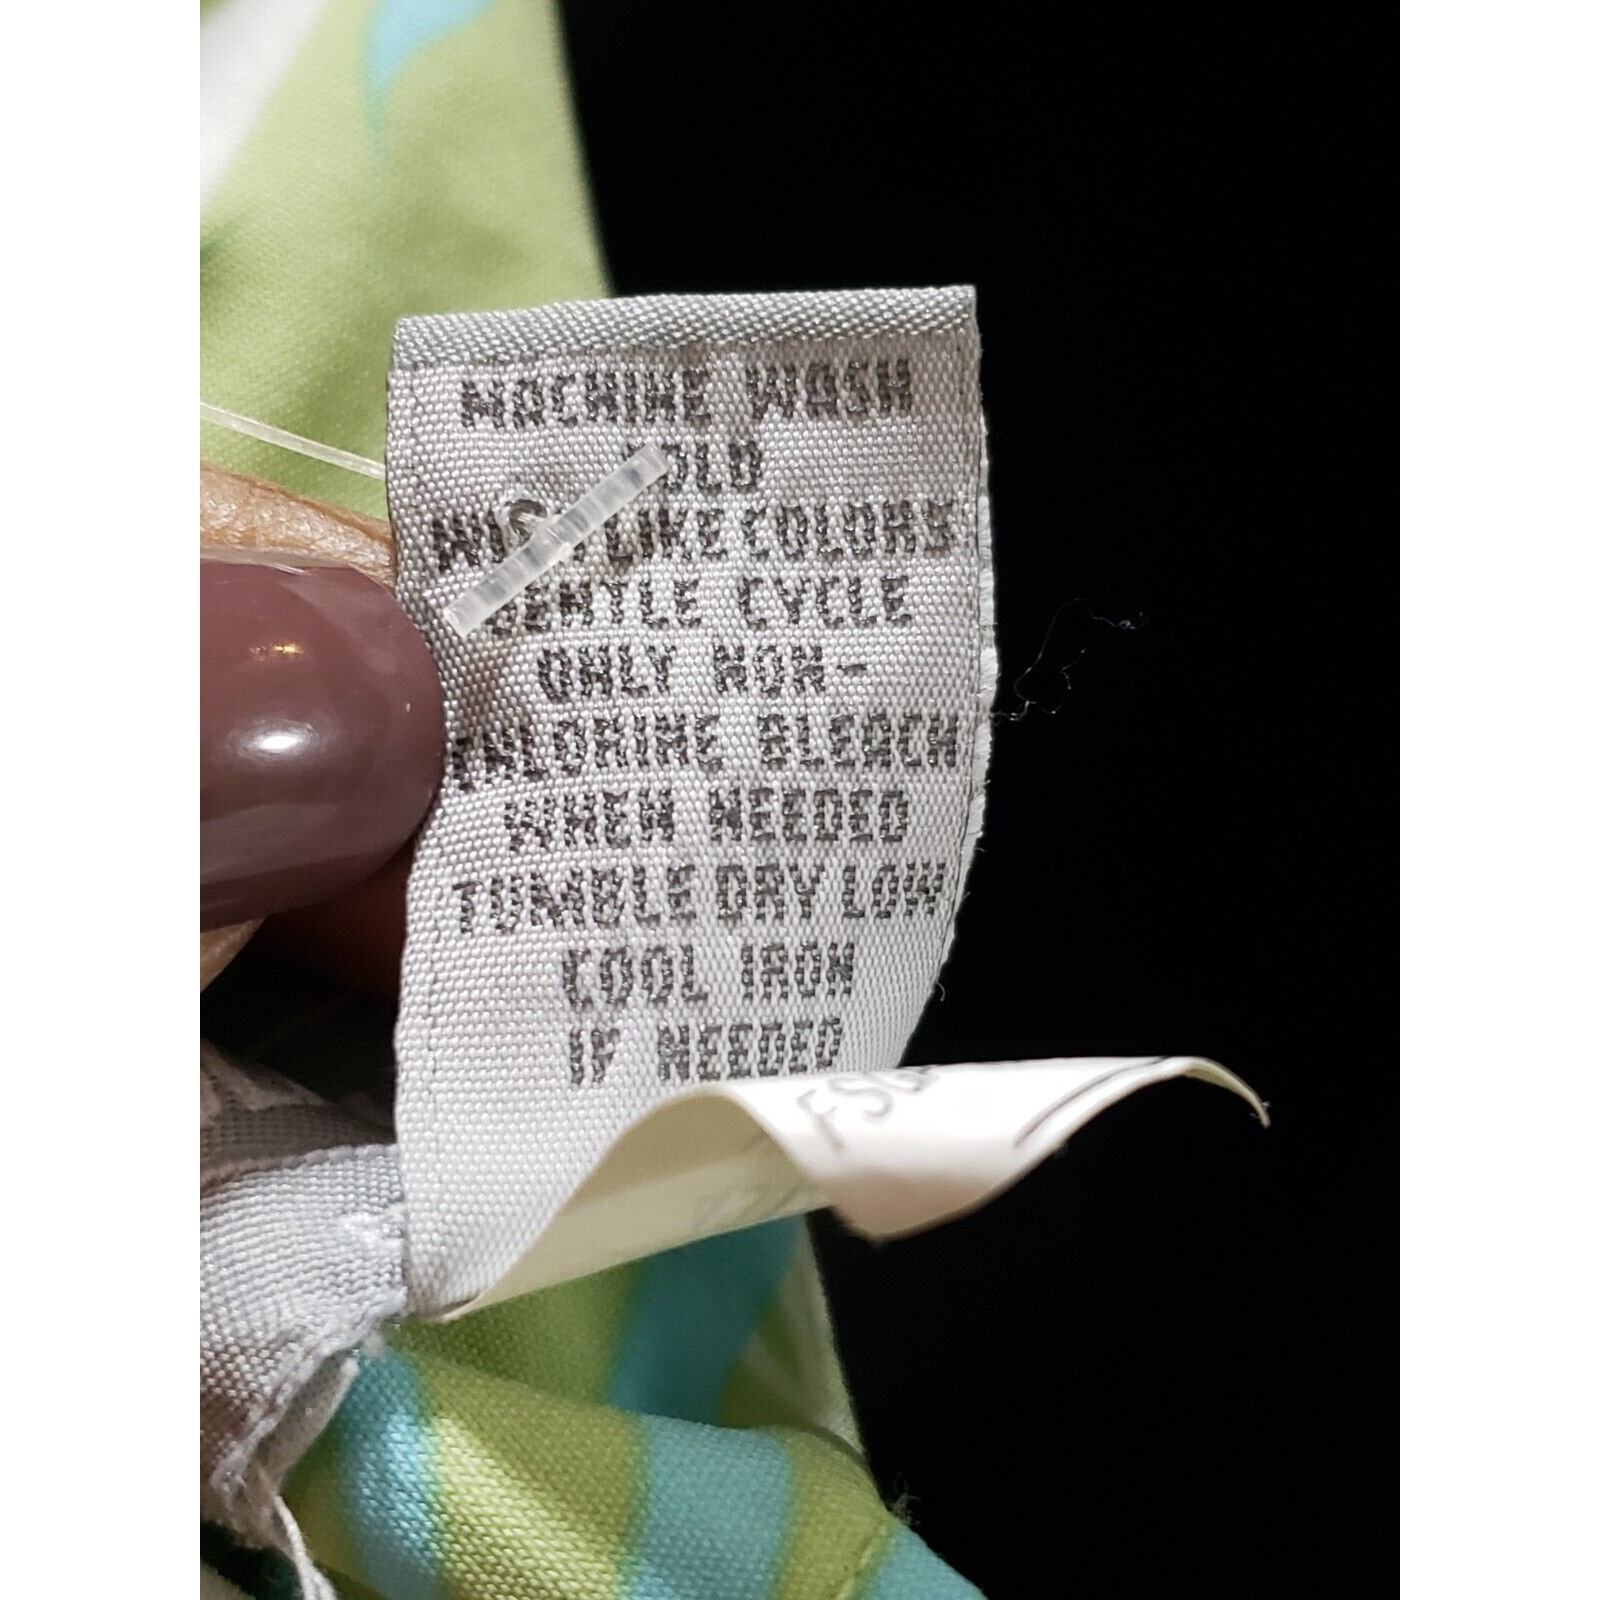 MACHINE WASH
COLD
WASH LIKE COLORS
GENTLE CYCLE
ONLY NON-
CHLORINE BLEACH
WHEN NEEDED
TUMBLE DRY LOW
COOL IRON
IF NEEDED